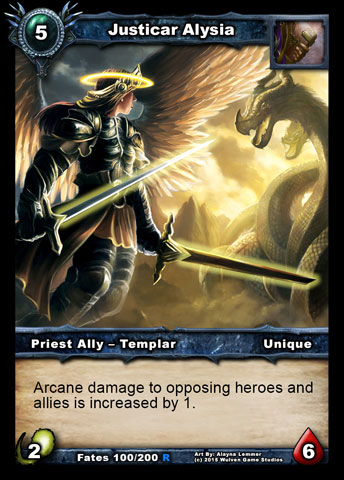 5
Justicar Alysia
Priest Ally – Templar Unique
Arcane damage to opposing heroes and
allies is increased by 1.
2
Fates 100/200 R
Art By: Alayna Lemmer
(c) 2015 Wulven Game Studios
6